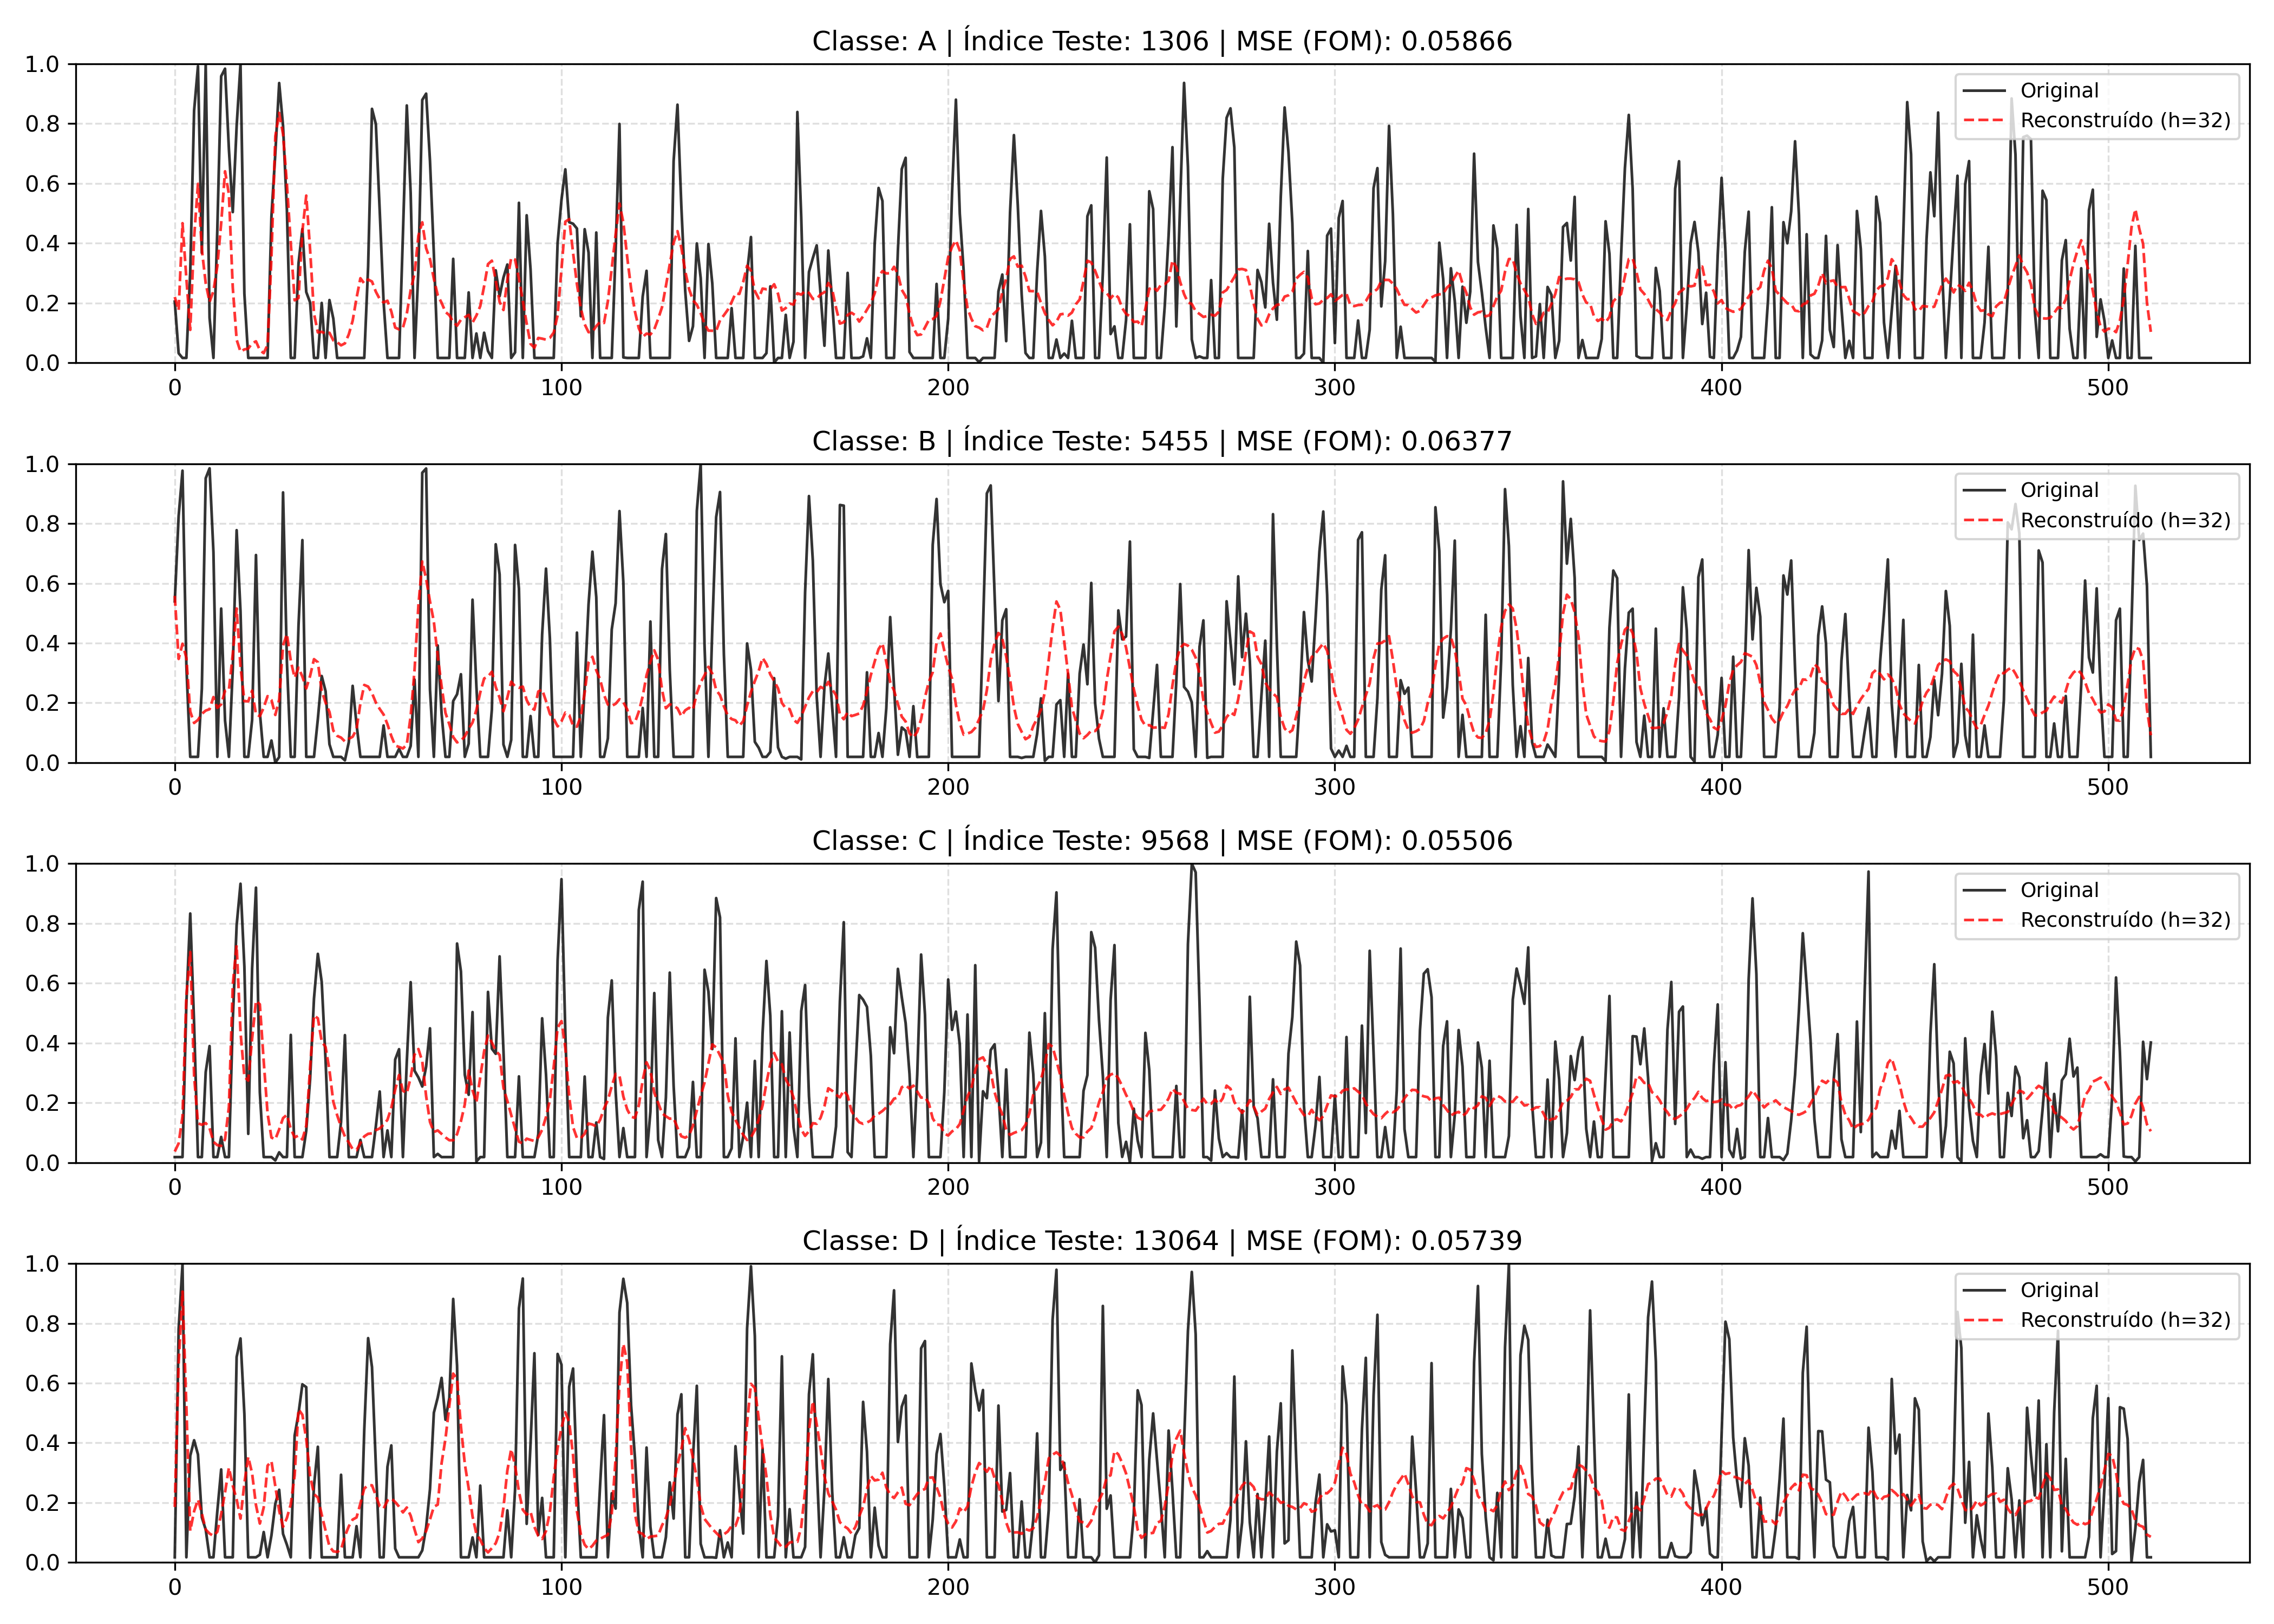 Classe: A | Índice Teste: 1306 | MSE (FOM): 0.05866
1.0
0.8
0.6
0.4
0.2
0.0
Original
Reconstruído (h=32)
0 100 200 300 400 500
Classe: B | Índice Teste: 5455 | MSE (FOM): 0.06377
1.0
0.8
0.6
0.4
0.2
0.0
Original
Reconstruído (h=32)
0 100 200 300 400 500
Classe: C | Índice Teste: 9568 | MSE (FOM): 0.05506
1.0
0.8
0.6
0.4
0.2
0.0
Original
Reconstruído (h=32)
0 100 200 300 400 500
Classe: D | Índice Teste: 13064 | MSE (FOM): 0.05739
1.0
0.8
0.6
0.4
0.2
0.0
Original
Reconstruído (h=32)
0 100 200 300 400 500